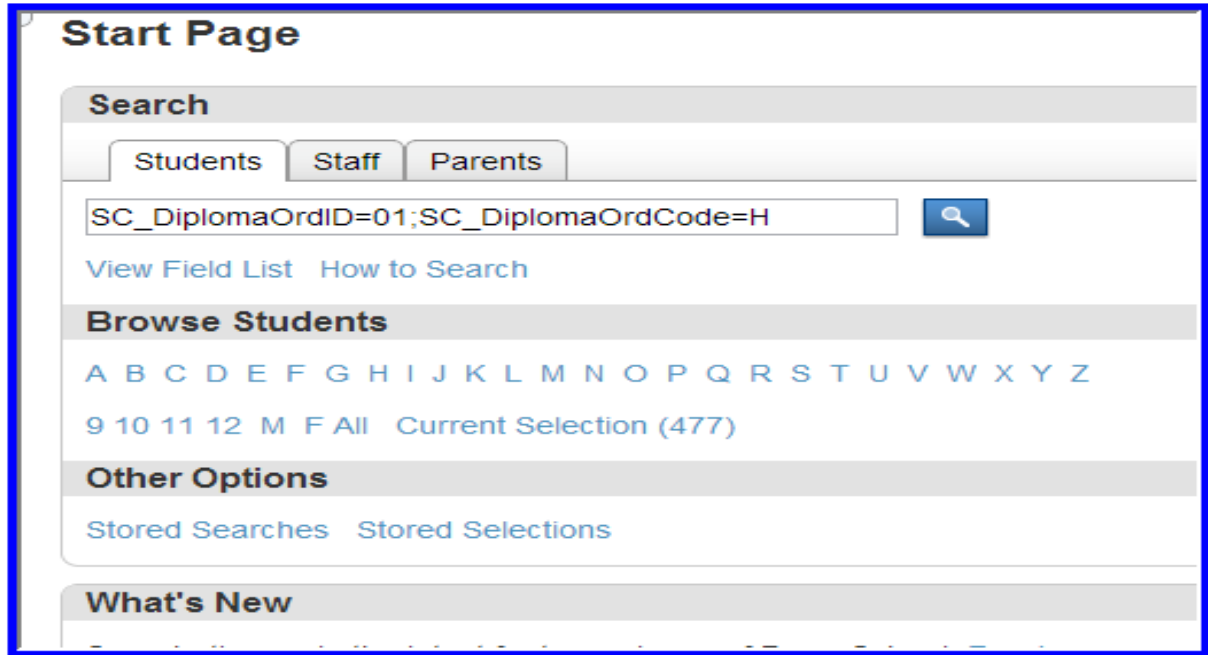 Start Page
Search
Students Staff Parents
SC_DiplomaOrdID=01;SC_DiplomaOrdCode=H
View Field List How to Search
Browse Students
A B C D E F G H I J K L M N O P Q R S T U V W X Y Z
9 10 11 12 M F All Current Selection (477)
Other Options
Stored Searches Stored Selections
What's New